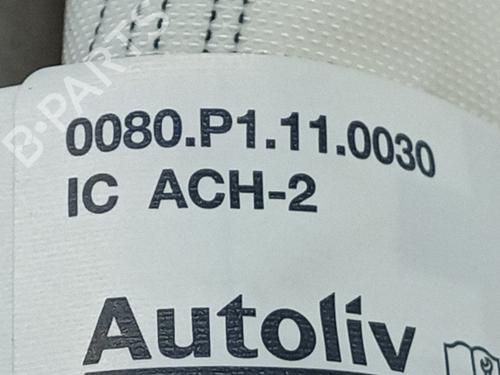 B-PARTS
0080.P1.11.0030
IC ACH-2
Autoliv